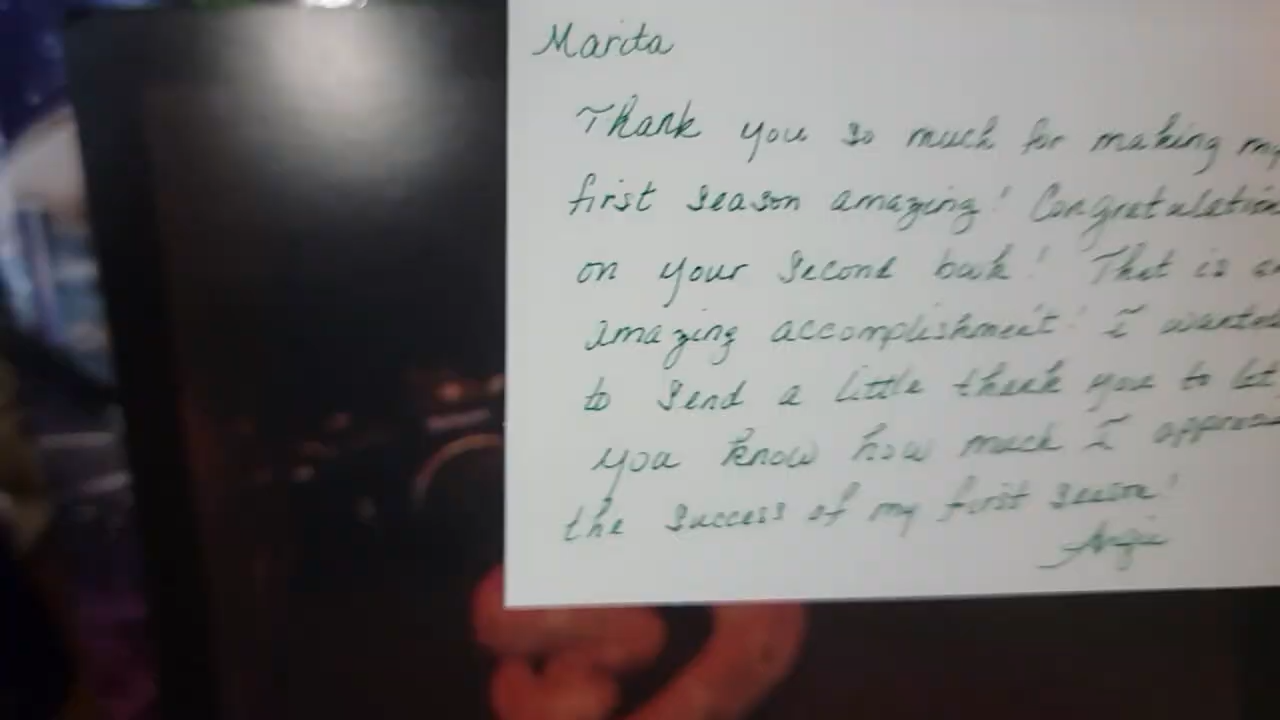 Marita
Thank you so much for making my
first season amazing! Congratulation
on your second book! That is an
amazing accomplishment! I wanted
to send a little thank you to let
you know how much I apprec
the success of my first season!
Angie